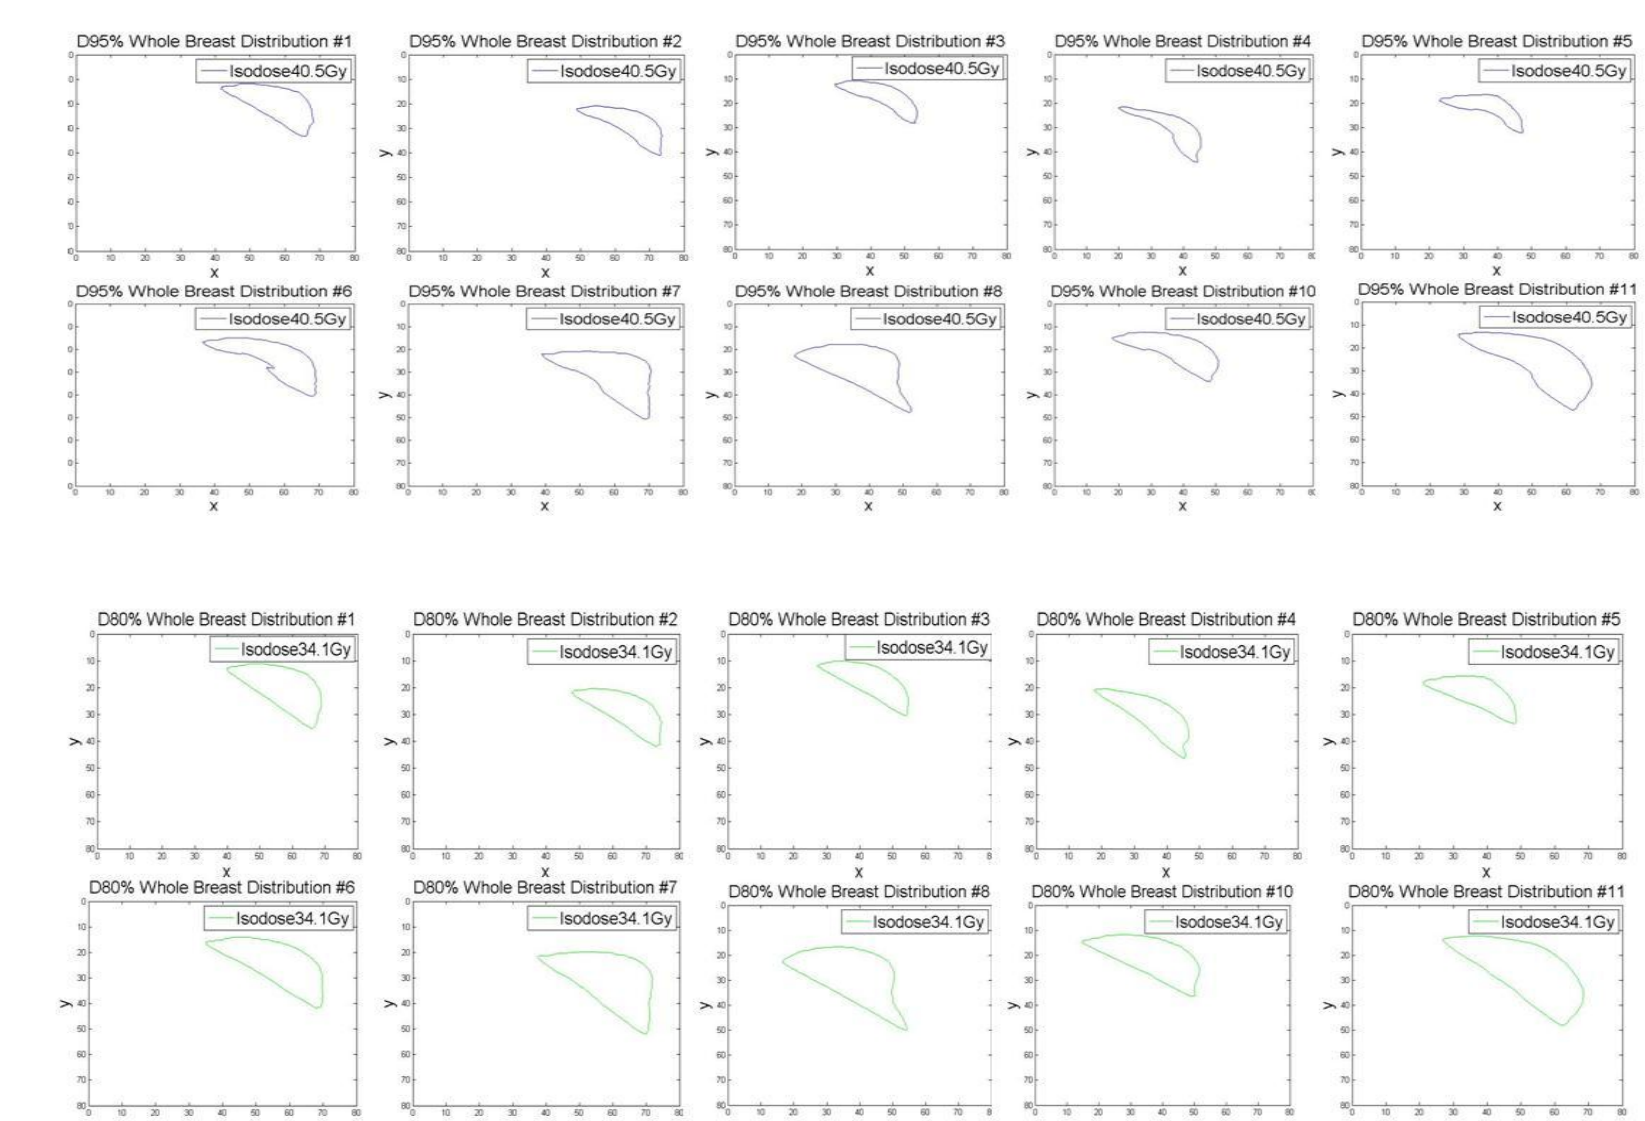 D95% Whole Breast Distribution #1 D95% Whole Breast Distribution #2 D95% Whole Breast Distribution #3 D95% Whole Breast Distribution #4 D95% Whole Breast Distribution #5
Isodose40.5Gy Isodose40.5Gy Isodose40.5Gy Isodose40.5Gy Isodose40.5Gy
y y y y
x x x x x
D95% Whole Breast Distribution #6 D95% Whole Breast Distribution #7 D95% Whole Breast Distribution #8 D95% Whole Breast Distribution #10 D95% Whole Breast Distribution #11
Isodose40.5Gy Isodose40.5Gy Isodose40.5Gy Isodose40.5Gy Isodose40.5Gy
y y y y
x x x x x
D80% Whole Breast Distribution #1 D80% Whole Breast Distribution #2 D80% Whole Breast Distribution #3 D80% Whole Breast Distribution #4 D80% Whole Breast Distribution #5
Isodose34.1Gy Isodose34.1Gy Isodose34.1Gy Isodose34.1Gy Isodose34.1Gy
y y y y y
x x x x x
D80% Whole Breast Distribution #6 D80% Whole Breast Distribution #7 D80% Whole Breast Distribution #8 D80% Whole Breast Distribution #10 D80% Whole Breast Distribution #11
Isodose34.1Gy Isodose34.1Gy Isodose34.1Gy Isodose34.1Gy Isodose34.1Gy
y y y y y